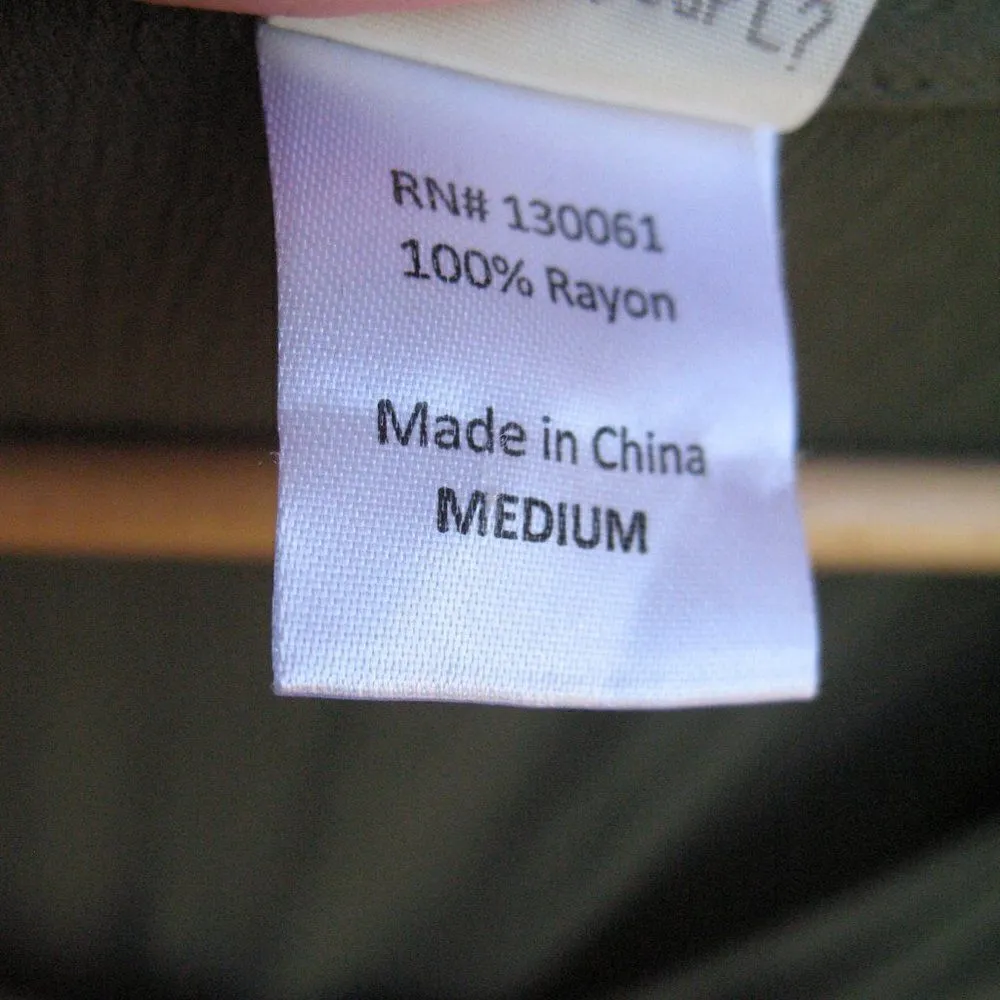 RN# 130061
100% Rayon
Made in China
MEDIUM